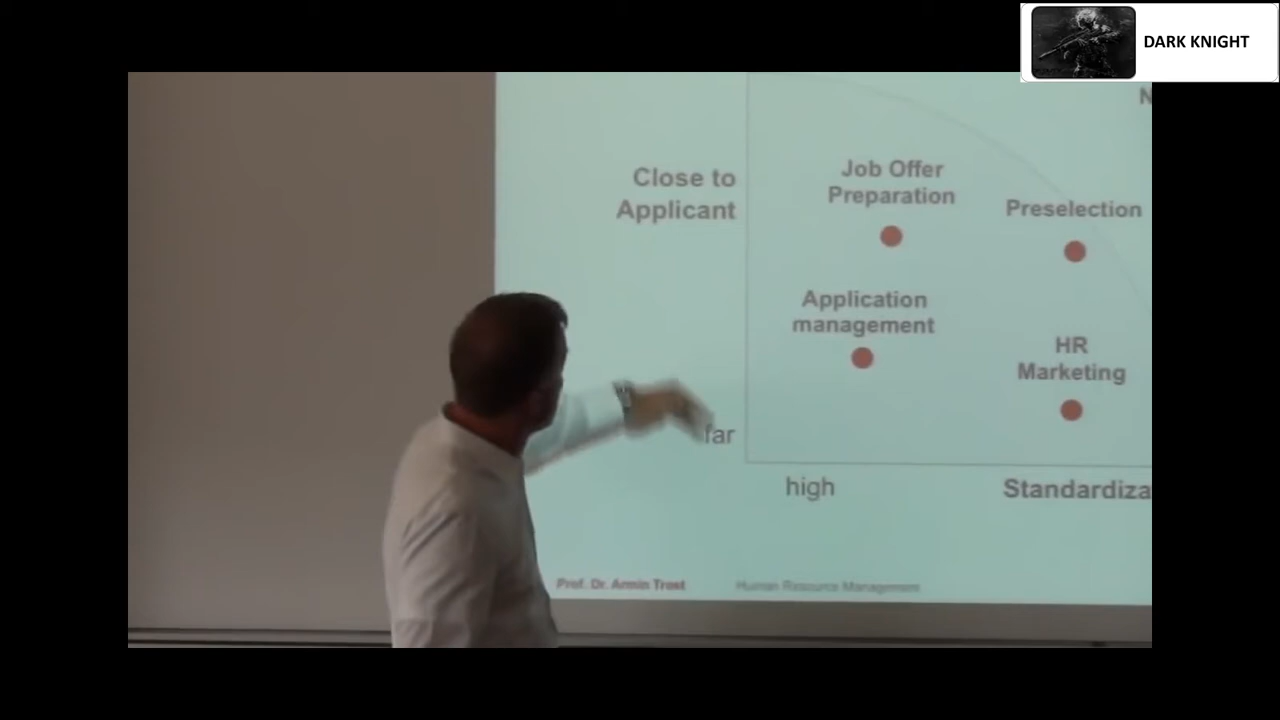 DARK KNIGHT
N
Close to
Applicant
Job Offer
Preparation
Preselection
Application
management
HR
Marketing
far
high
Standardiza
Prof. Dr. Armin Trost
Human Resource Management